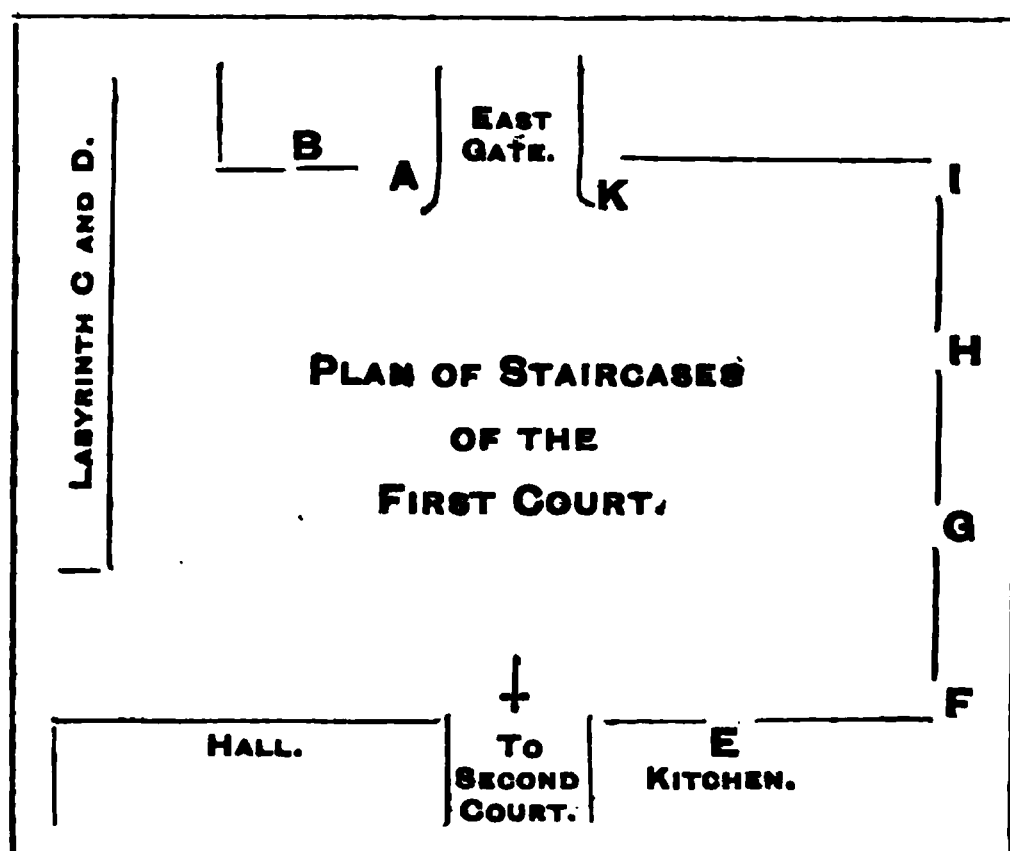 EAST
GATE.
B
A
K
I
LABYRINTH C AND D.
H
PLAN OF STAIRCASES
OF THE
FIRST COURT.
G
F
HALL.
TO
SECOND
COURT.
E
KITCHEN.